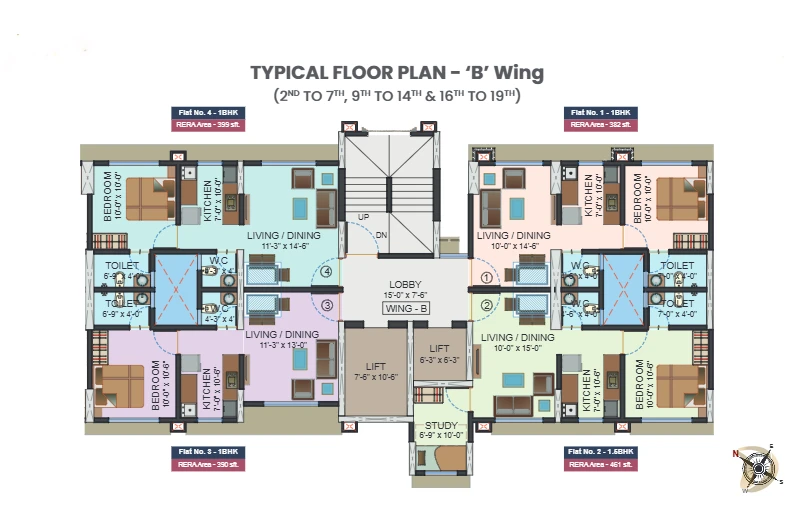 TYPICAL FLOOR PLAN – ‘B’ Wing
(2ND TO 7TH, 9TH TO 14TH & 16TH TO 19TH)
Flat No. 4 - 1BHK
RERA Area - 399 sft.
Flat No. 1 - 1BHK
RERA Area - 382 sft.
BEDROOM
10'-0" x 10'-0"
KITCHEN
7'-0" x 10'-0"
LIVING / DINING
11'-3" x 14'-6"
UP
DN
LIVING / DINING
10'-0" x 14'-6"
KITCHEN
7'-0" x 10'-0"
BEDROOM
10'-0" x 10'-0"
TOILET
W.C
4
LOBBY
15'-0" x 7'-6"
WING - B
1
W.C
TOILET
TOILET
6'-9" x 4'-0"
W.C
4'-3" x 4'
3
2
W.C
TOILET
7'-0" x 4'-0"
LIVING / DINING
11'-3" x 13'-0"
LIVING / DINING
10'-0" x 15'-0"
BEDROOM
10'-0" x 10'-6"
KITCHEN
7'-0" x 10'-6"
LIFT
7'-6" x 10'-6"
LIFT
6'-3" x 6'-3"
KITCHEN
7'-0" x 10'-6"
BEDROOM
10'-0" x 10'-6"
STUDY
6'-9" x 10'-0"
Flat No. 3 - 1BHK
RERA Area - 390 sft.
Flat No. 2 - 1.5BHK
RERA Area - 461 sft.
N
E
S
W